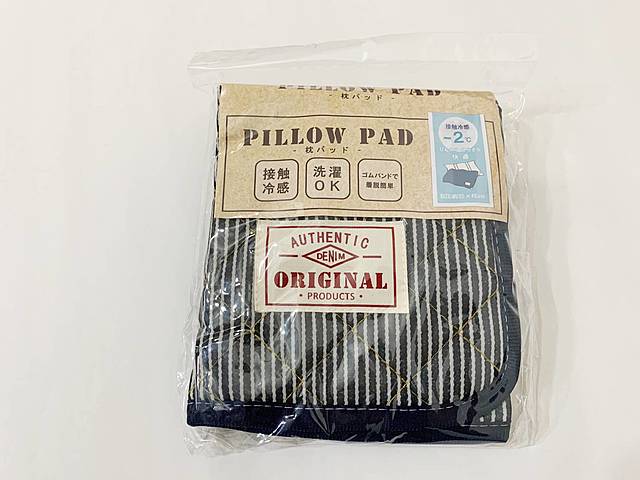 PILLOW PAD
- 枕パッド -
PILLOW PAD
- 枕パッド -
接触
冷感
洗濯
OK
ゴムバンドで
着脱簡単
接触冷感
-2℃
AUTHENTIC
DENIM
ORIGINAL
• PRODUCTS •